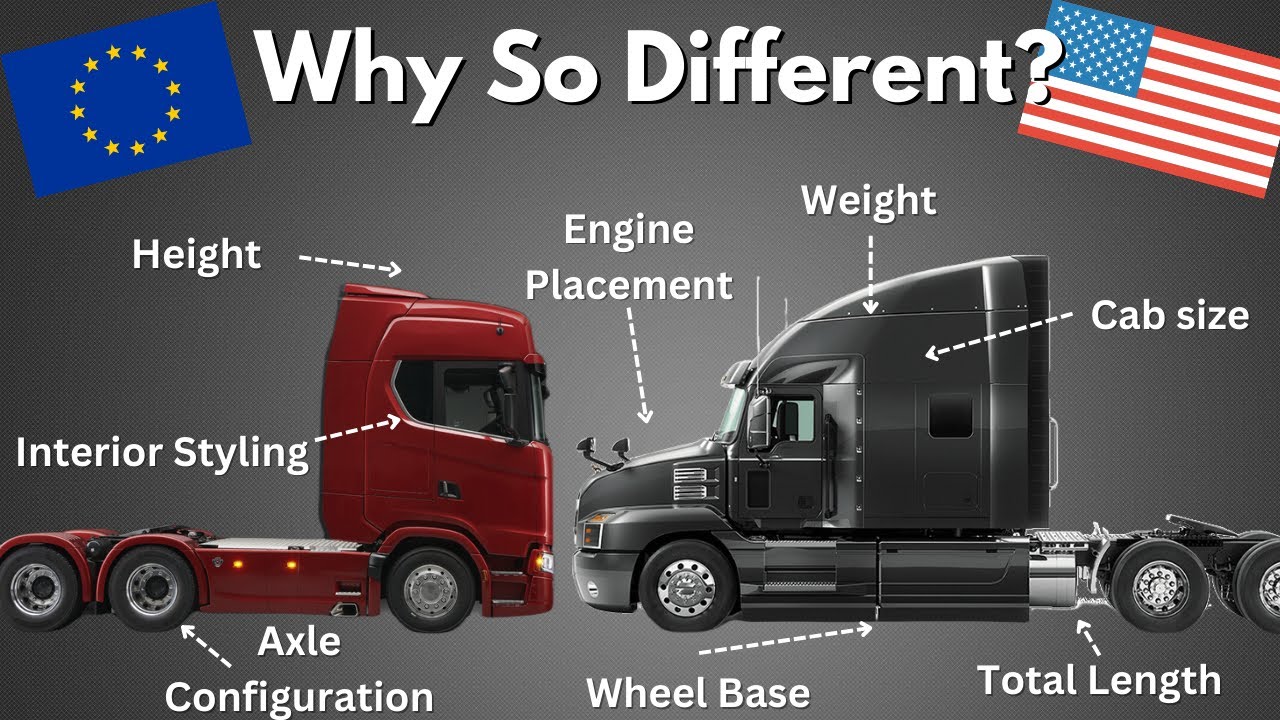 Why So Different?
Weight
Engine
Placement
Height
Cab size
Interior Styling
Axle
Configuration
Wheel Base
Total Length